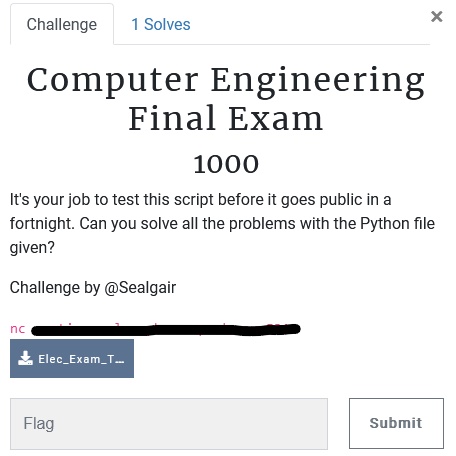 Challenge
1 Solves
×
Computer Engineering
Final Exam
1000
It's your job to test this script before it goes public in a
fortnight. Can you solve all the problems with the Python file
given?
Challenge by @Sealgair
nc
Elec_Exam_T...
Flag
Submit